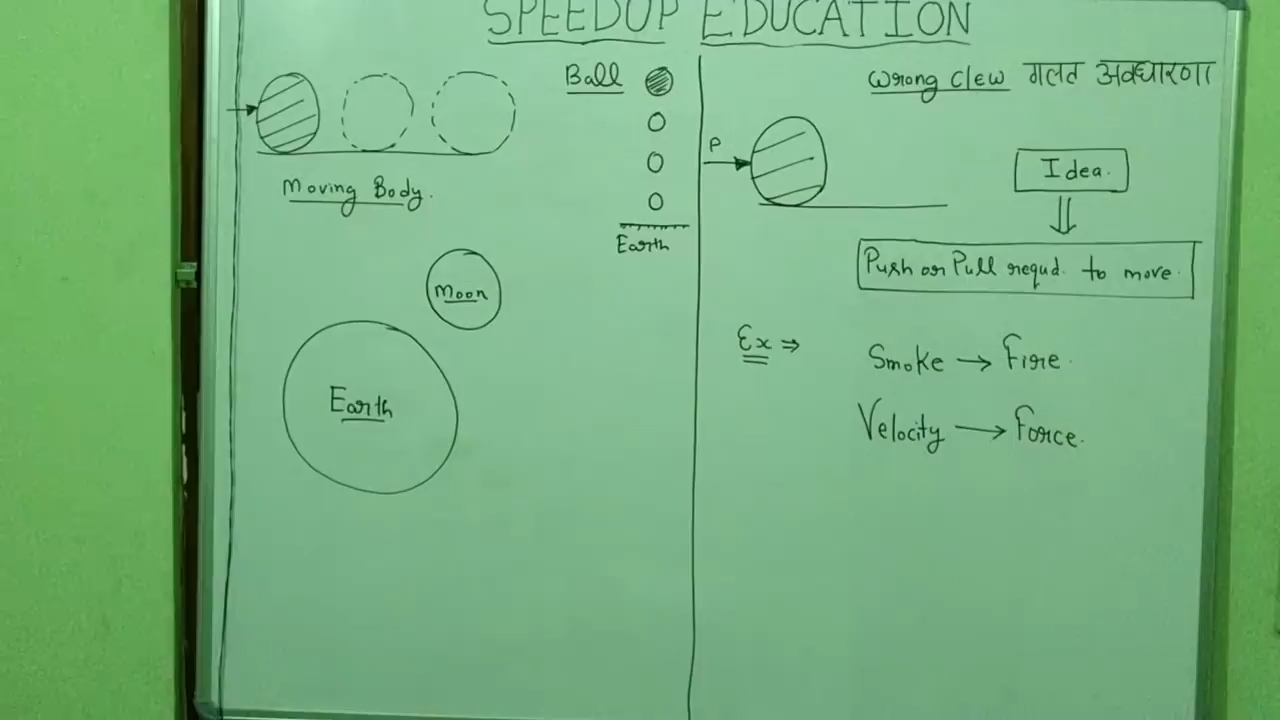 SPEEDUP EDUCATION
Moving Body.
Ball
Earth
Moon
Earth
Wrong clew गलत अवधारणा
P
Idea.
Push or Pull requd. to move.
Ex ⇒
Smoke → Fire.
Velocity → Force.